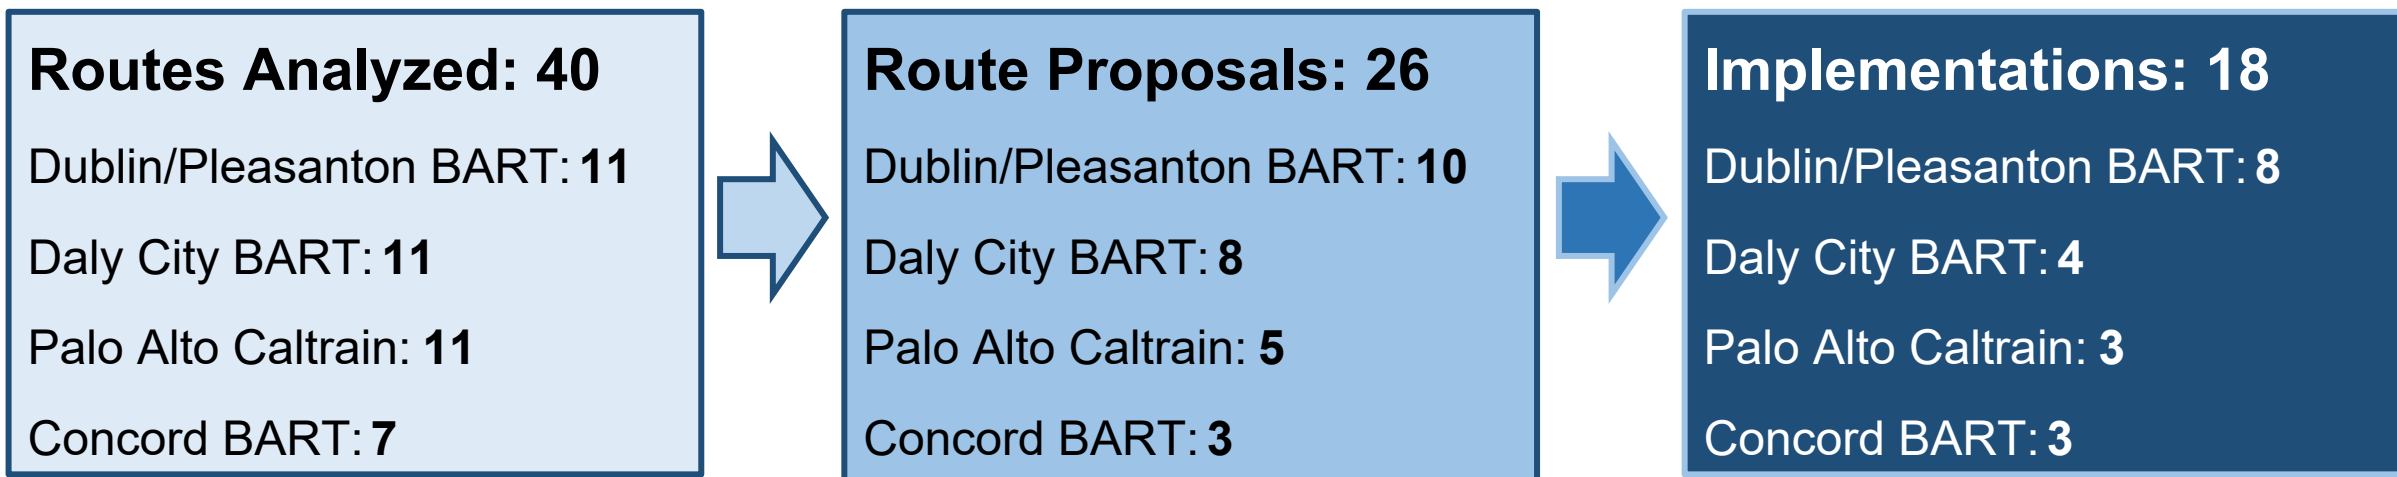 Routes Analyzed: 40
Dublin/Pleasanton BART: 11
Daly City BART: 11
Palo Alto Caltrain: 11
Concord BART: 7
Route Proposals: 26
Dublin/Pleasanton BART: 10
Daly City BART: 8
Palo Alto Caltrain: 5
Concord BART: 3
Implementations: 18
Dublin/Pleasanton BART: 8
Daly City BART: 4
Palo Alto Caltrain: 3
Concord BART: 3